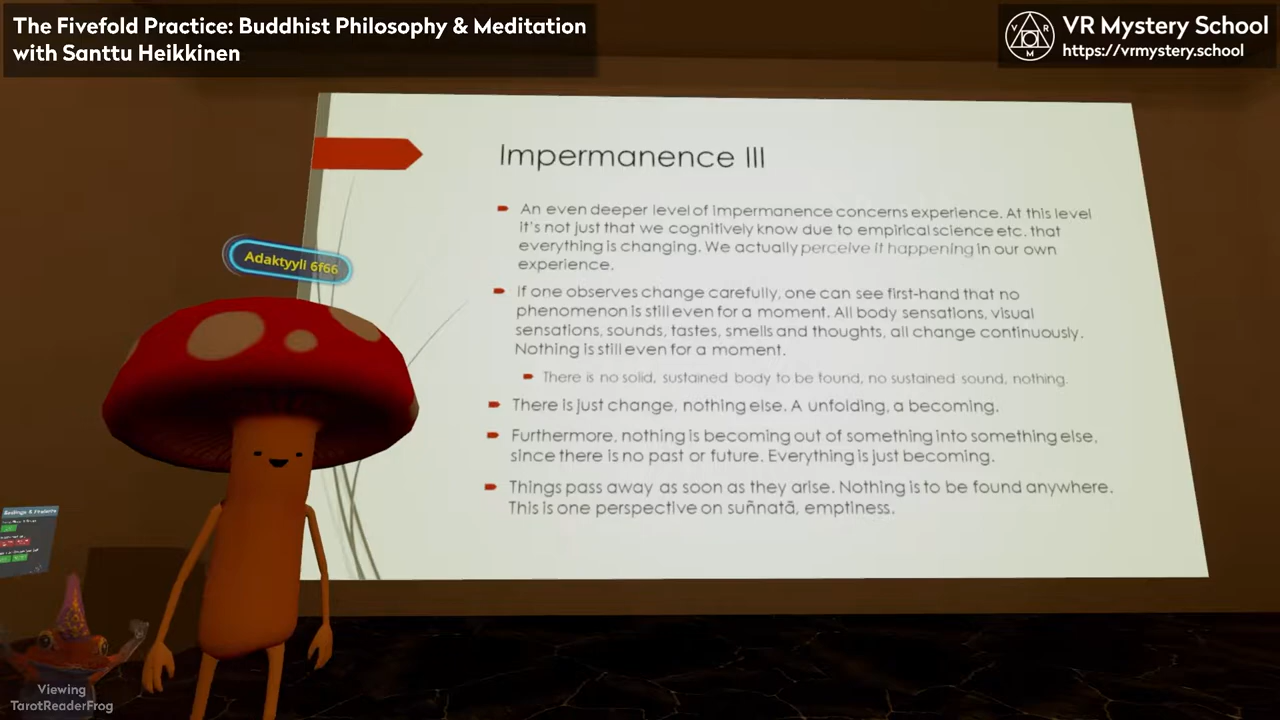 The Fivefold Practice: Buddhist Philosophy & Meditation
with Santtu Heikkinen
VR Mystery School
https://vrmystery.school
V
R
M
Impermanence III
An even deeper level of impermanence concerns experience. At this level
it's not just that we cognitively know due to empirical science etc. that
everything is changing. We actually perceive it happening in our own
experience.
If one observes change carefully, one can see first-hand that no
phenomenon is still even for a moment. All body sensations, visual
sensations, sounds, tastes, smells and thoughts, all change continuously.
Nothing is still even for a moment.
There is no solid, sustained body to be found, no sustained sound, nothing.
There is just change, nothing else. A unfolding, a becoming.
Furthermore, nothing is becoming out of something into something else,
since there is no past or future. Everything is just becoming.
Things pass away as soon as they arise. Nothing is to be found anywhere.
This is one perspective on suñnatā, emptiness.
Adaktyyli 6f66
Viewing
TarotReaderFrog